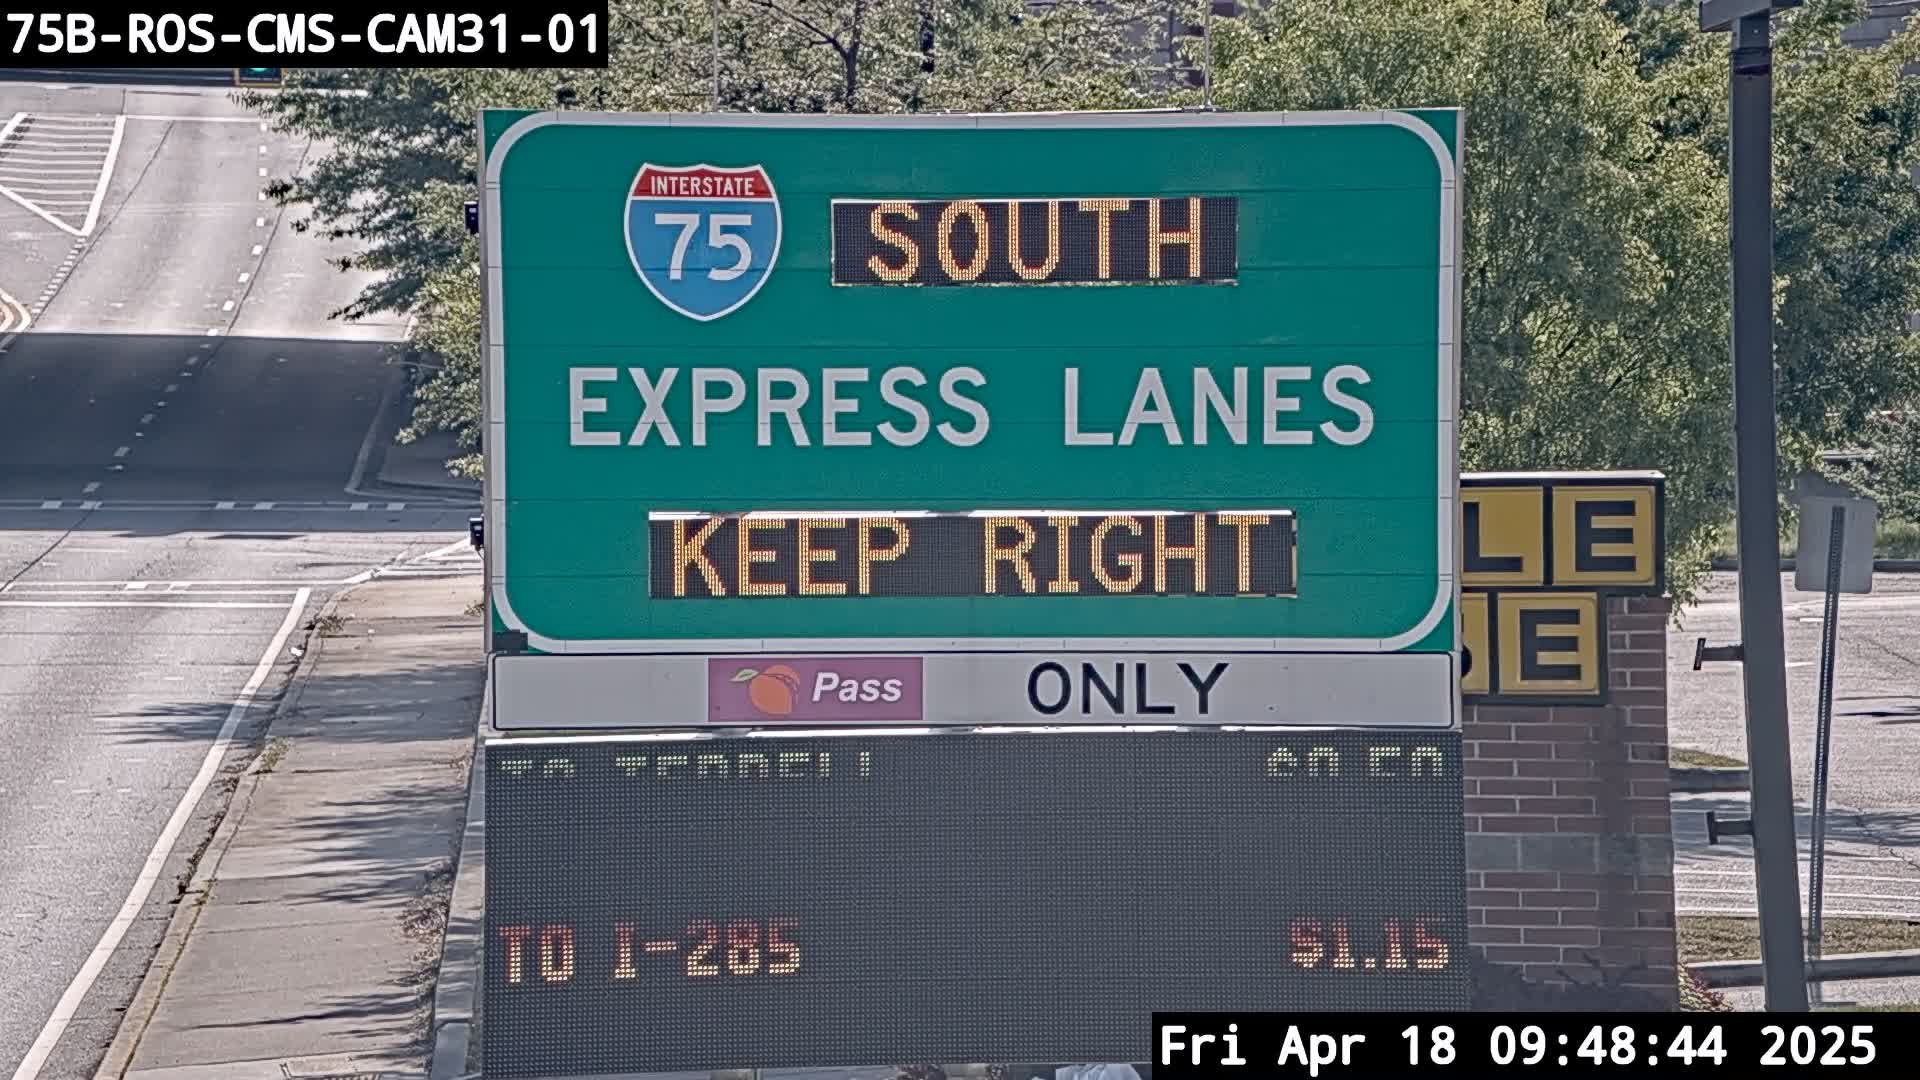 75B-ROS-CMS-CAM31-01
INTERSTATE
75
SOUTH
EXPRESS LANES
KEEP RIGHT
Pass ONLY
TO I-285 $1.15
LE
E
Fri Apr 18 09:48:44 2025